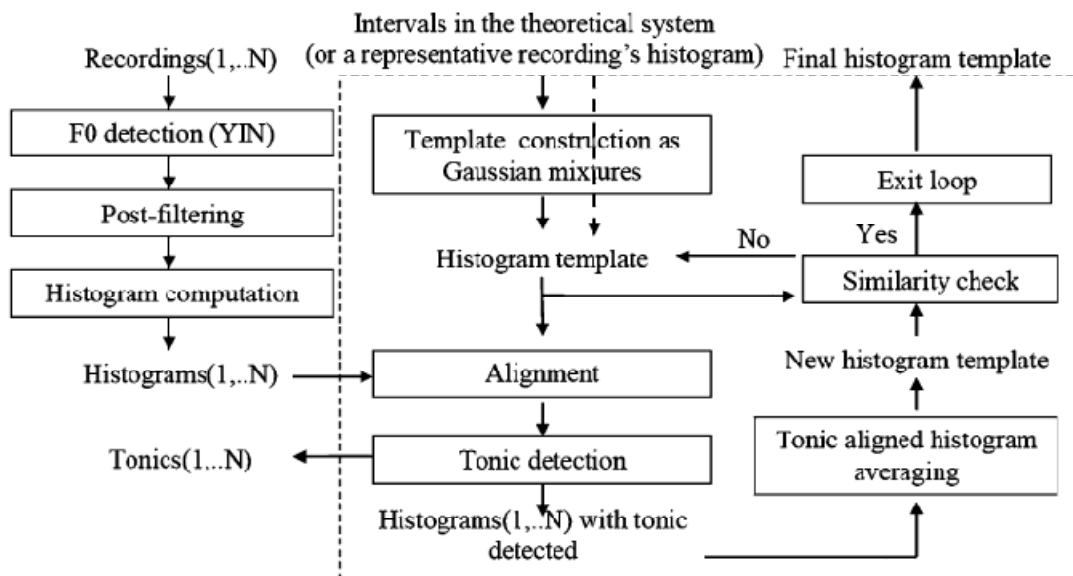 Recordings(1,..N)
F0 detection (YIN)
Post-filtering
Histogram computation
Histograms(1,..N)
Tonics(1,..N)
Intervals in the theoretical system
(or a representative recording's histogram)
Template construction as
Gaussian mixtures
Histogram template
Alignment
Tonic detection
Histograms(1,..N) with tonic
detected
Final histogram template
Exit loop
No
Yes
Similarity check
New histogram template
Tonic aligned histogram
averaging